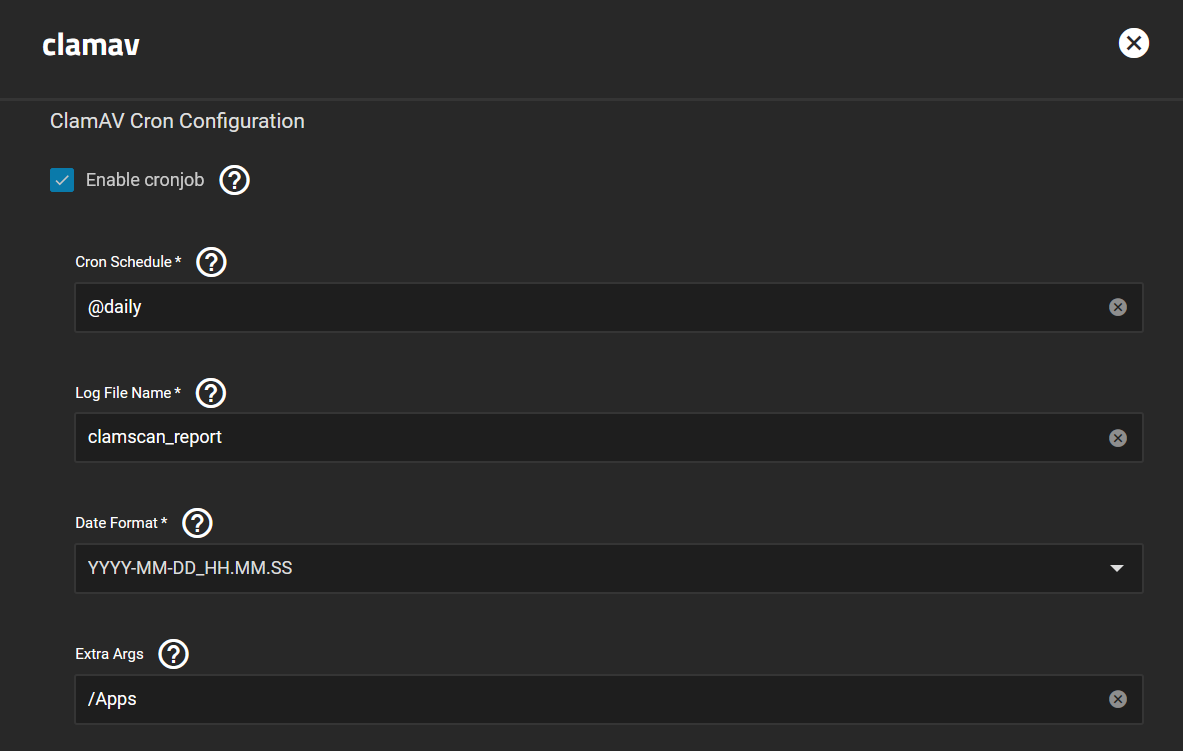 clamav
ClamAV Cron Configuration
Enable cronjob ?
Cron Schedule * ?
@daily
Log File Name * ?
clamscan_report
Date Format * ?
YYYY-MM-DD_HH.MM.SS
Extra Args ?
/Apps